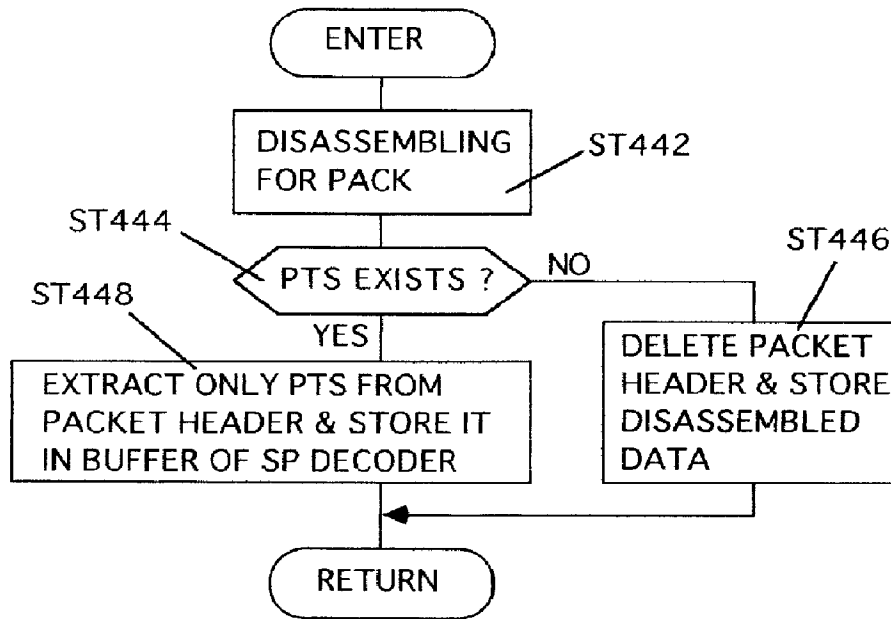 ENTER
DISASSEMBLING
FOR PACK
ST442
ST444
PTS EXISTS ?
NO
ST446
ST448
YES
EXTRACT ONLY PTS FROM
PACKET HEADER & STORE IT
IN BUFFER OF SP DECODER
DELETE PACKET
HEADER & STORE
DISASSEMBLED
DATA
RETURN